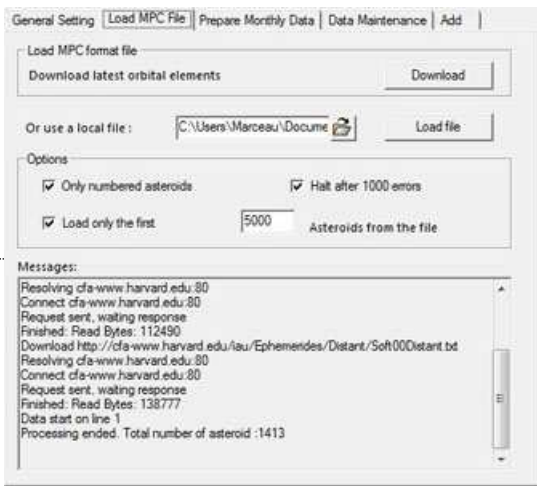 General Setting Load MPC File Prepare Monthly Data Data Maintenance Add
Load MPC format file
Download latest orbital elements Download
Or use a local file : C:\Users\Marceau\Docume Load file
Options
Only numbered asteroids Halt after 1000 errors
Load only the first 5000 Asteroids from the file
Messages:
Resolving cfa-www.harvard.edu:80
Connect cfa-www.harvard.edu:80
Request sent, waiting response
Finished: Read Bytes: 112490
Download http://cfa-www.harvard.edu/iau/Ephemerides/Distant/Soft00Distant.txt
Resolving cfa-www.harvard.edu:80
Connect cfa-www.harvard.edu:80
Request sent, waiting response
Finished: Read Bytes: 138777
Data start on line 1
Processing ended. Total number of asteroid :1413